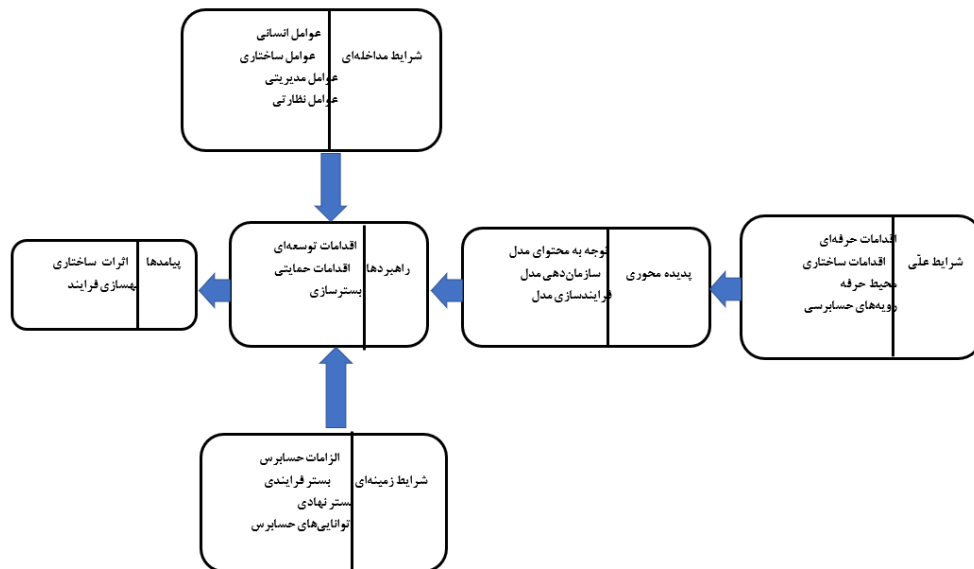 شرایط مداخله‌ای
عوامل انسانی
عوامل ساختاری
عوامل مدیریتی
عوامل نظارتی
شرایط علّی
اقدامات حرفه‌ای
اقدامات ساختاری
محیط حرفه
رویه‌های حسابرسی
پدیده محوری
توجه به محتوای مدل
سازمان‌دهی مدل
فرایندسازی مدل
راهبردها
اقدامات توسعه‌ای
اقدامات حمایتی
بسترسازی
پیامدها
اثرات ساختاری
بهسازی فرایند
شرایط زمینه‌ای
الزامات حسابرس
بستر فرایندی
بستر نهادی
توانایی‌های حسابرس